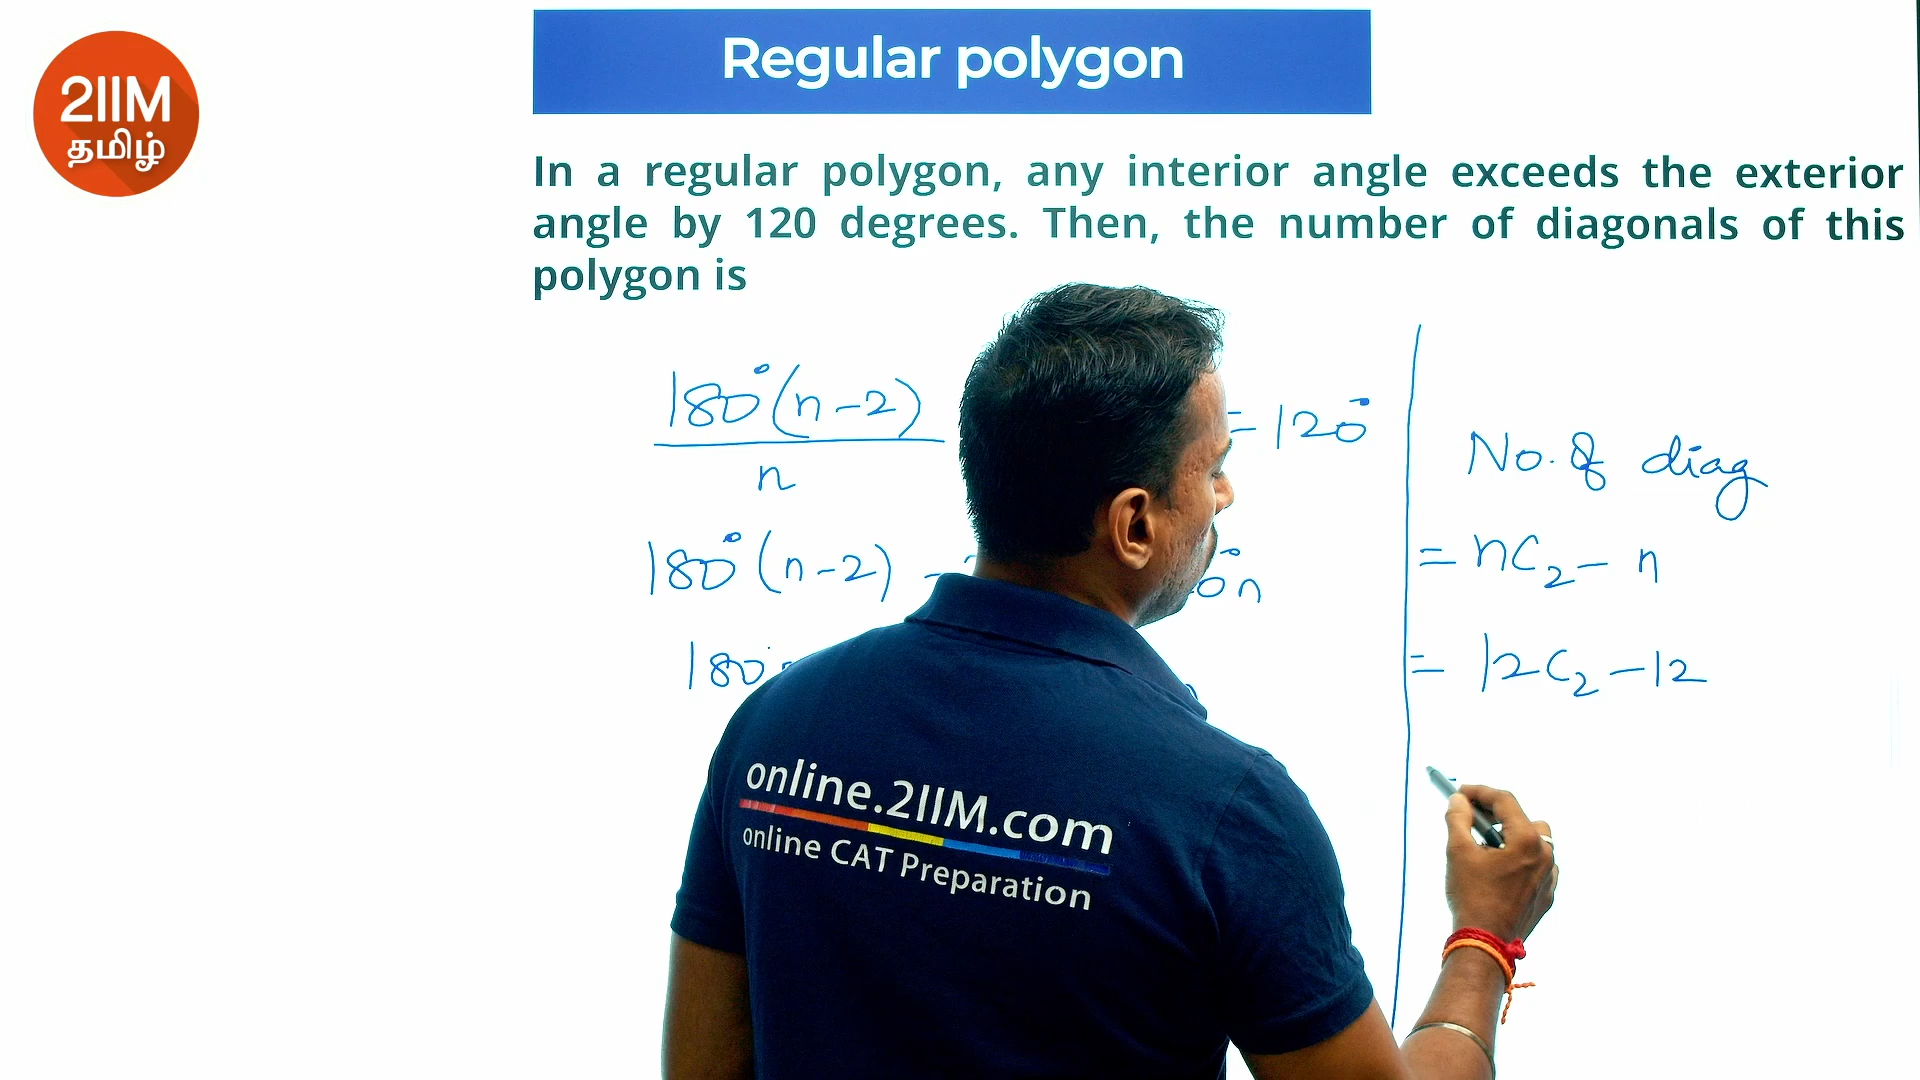 2IIM
தமிழ்
Regular polygon
In a regular polygon, any interior angle exceeds the exterior
angle by 120 degrees. Then, the number of diagonals of this
polygon is
180°(n-2) = 120°
n
180°(n-2) - 0°n
180°
No. of diag
= nC2 - n
= 12C2 - 12
online.2IIM.com
online CAT Preparation